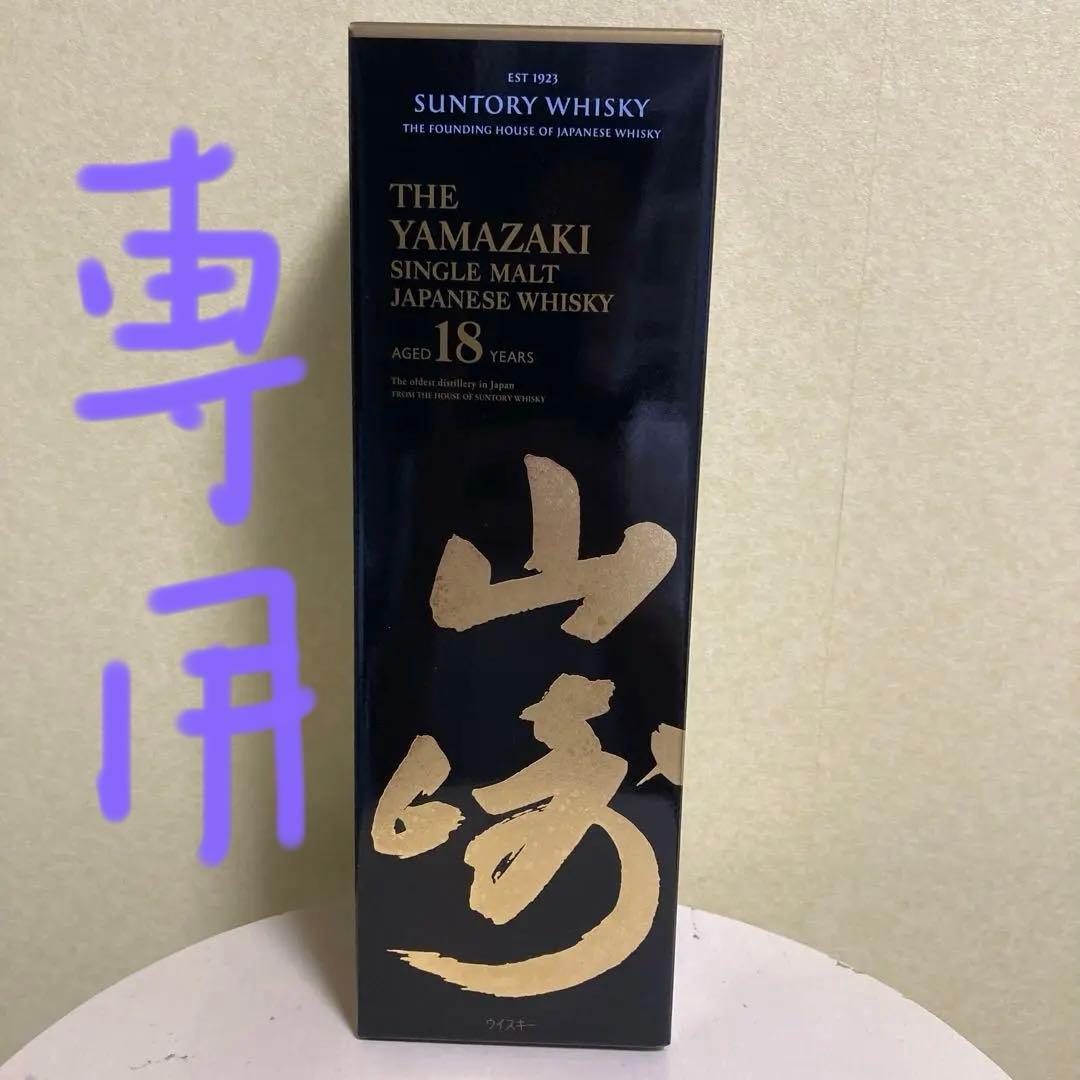 専用
EST 1923
SUNTORY WHISKY
THE FOUNDING HOUSE OF JAPANESE WHISKY
THE
YAMAZAKI
SINGLE MALT
JAPANESE WHISKY
AGED 18 YEARS
The oldest distillery in Japan
FROM THE HOUSE OF SUNTORY WHISKY
山
崎
ウイスキー